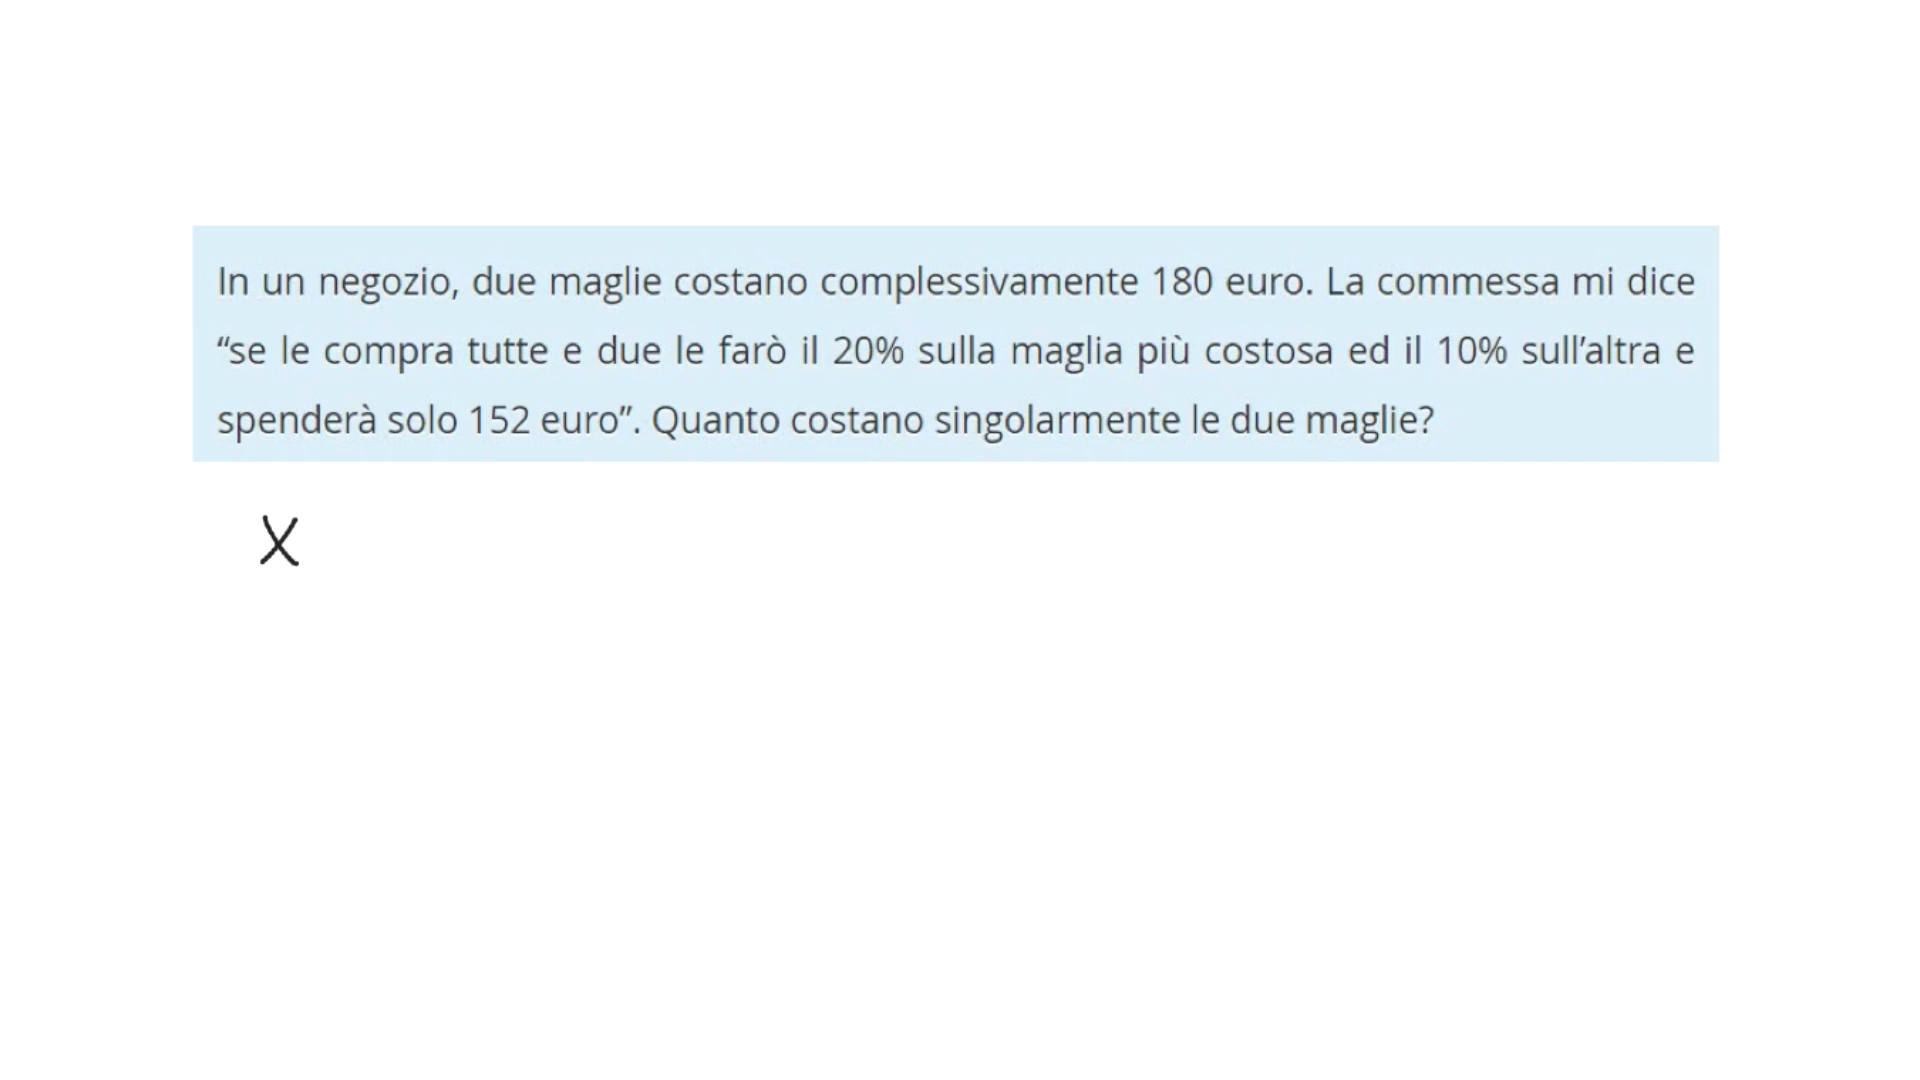 In un negozio, due maglie costano complessivamente 180 euro. La commessa mi dice
“se le compra tutte e due le farò il 20% sulla maglia più costosa ed il 10% sull’altra e
spenderà solo 152 euro”. Quanto costano singolarmente le due maglie?
X